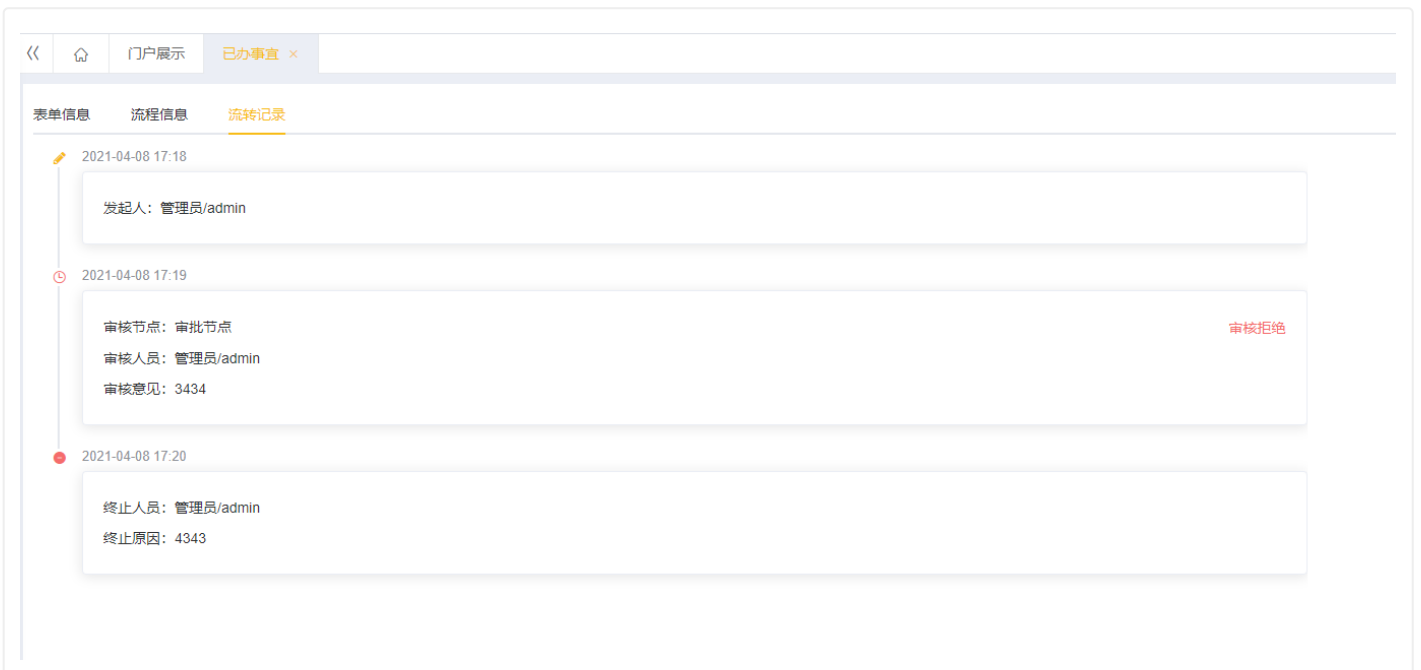 门户展示 已办事宜 ×
表单信息 流程信息 流转记录
2021-04-08 17:18
发起人：管理员/admin
2021-04-08 17:19
审核节点：审批节点 审核拒绝
审核人员：管理员/admin
审核意见：3434
2021-04-08 17:20
终止人员：管理员/admin
终止原因：4343